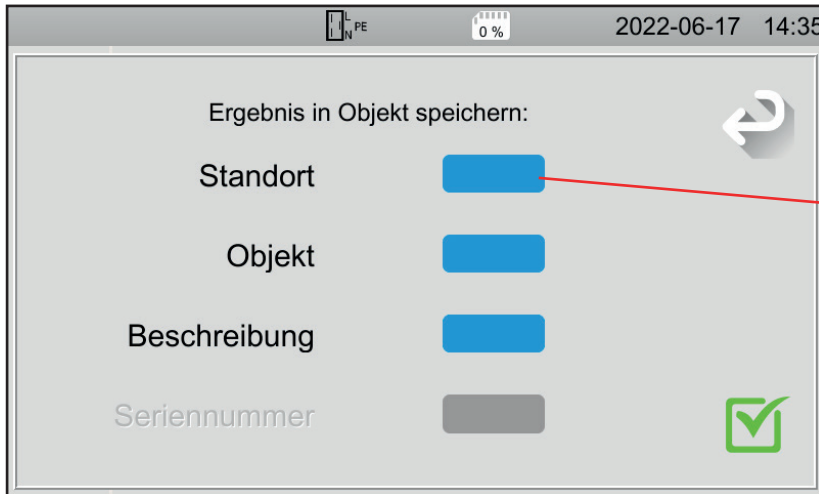 L
N PE
0 %
2022-06-17 14:35
Ergebnis in Objekt speichern:
Standort
Objekt
Beschreibung
Seriennummer